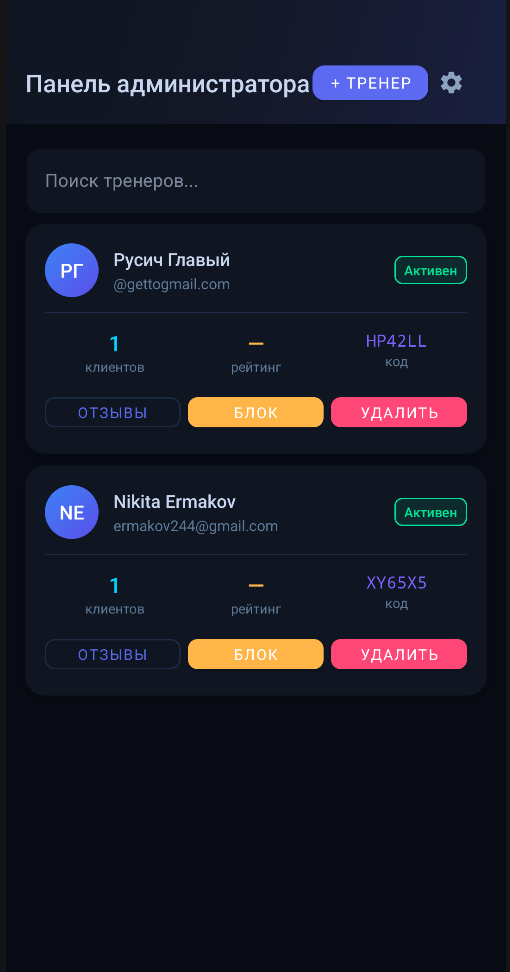 Панель администратора + ТРЕНЕР
Поиск тренеров...
РГ Русич Главый Активен
@gettogmail.com
1 — HP42LL
клиентов рейтинг код
ОТЗЫВЫ БЛОК УДАЛИТЬ
NE Nikita Ermakov Активен
ermakov244@gmail.com
1 — XY65X5
клиентов рейтинг код
ОТЗЫВЫ БЛОК УДАЛИТЬ